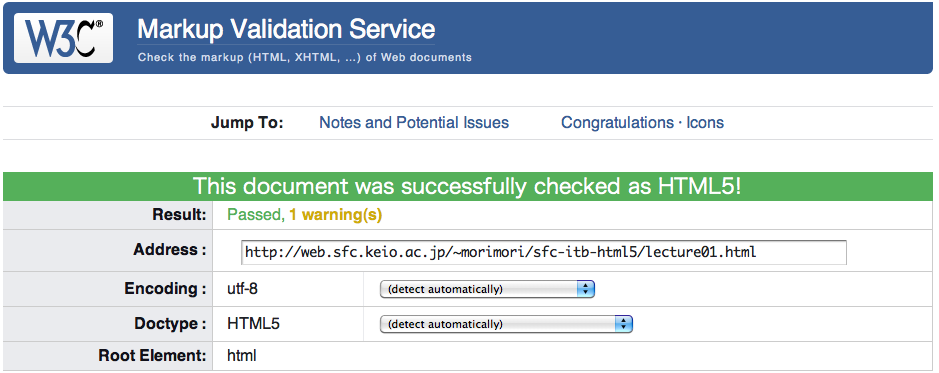 W3C® Markup Validation Service
Check the markup (HTML, XHTML, ...) of Web documents
Jump To: Notes and Potential Issues Congratulations · Icons
This document was successfully checked as HTML5!
Result: Passed, 1 warning(s)
Address : http://web.sfc.keio.ac.jp/~morimori/sfc-itb-html5/lecture01.html
Encoding : utf-8 (detect automatically)
Doctype : HTML5 (detect automatically)
Root Element: html